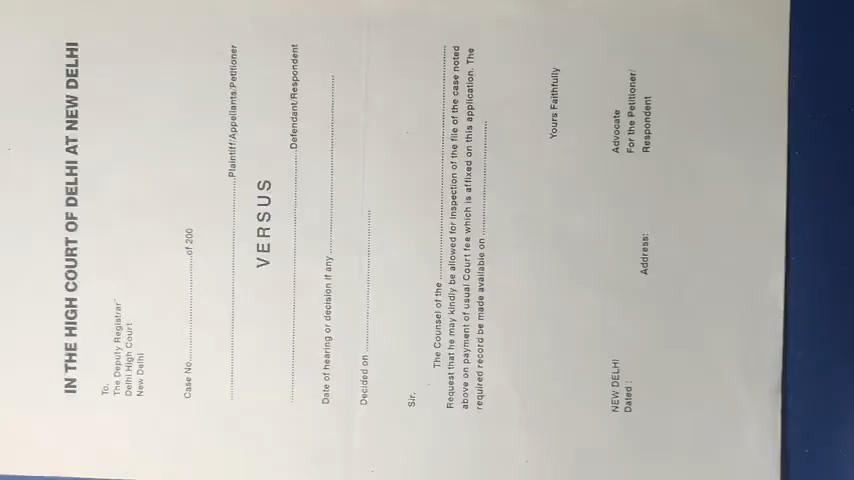 IN THE HIGH COURT OF DELHI AT NEW DELHI
To,
The Deputy Registrar
Delhi High Court
New Delhi
Case No..............................of 200
..............................Plaintiff/Appellants/Petitioner
VERSUS
..............................Defendant/Respondent
Date of hearing or decision if any ..............................
Decided on ..............................
Sir,
The Counsel of the ..............................
Request that he may kindly be allowed for inspection of the file of the case noted
above on payment of usual Court fee which is affixed on this application. The
required record be made available on ..............................
Yours Faithfully
NEW DELHI
Dated :
Advocate
For the Petitioner/
Respondent
Address: